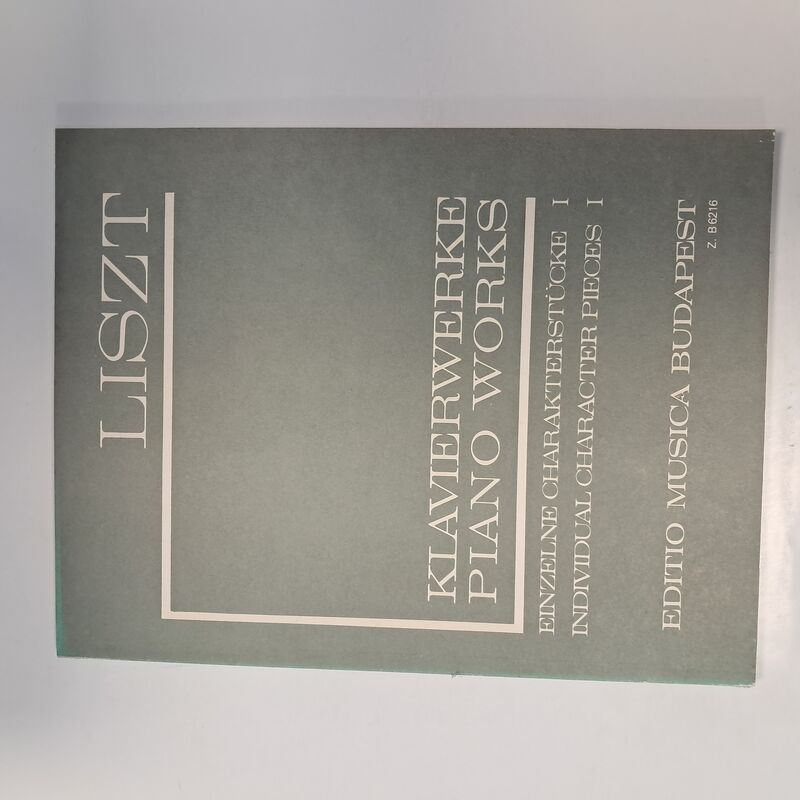 LISZT
KLAVIERWERKE
PIANO WORKS
EINZELNE CHARAKTERSTÜCKE I
INDIVIDUAL CHARACTER PIECES I
EDITIO MUSICA BUDAPEST
Z. B 6216